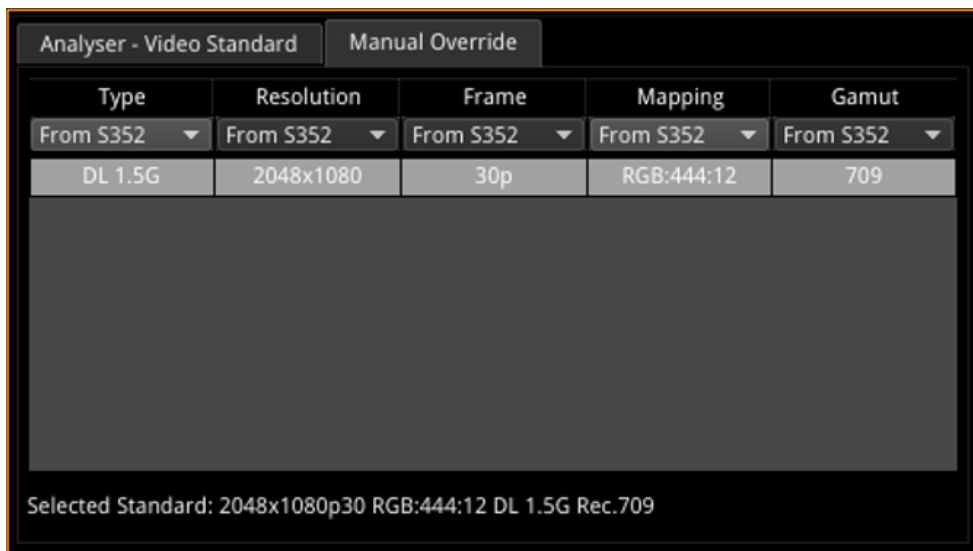 Analyser - Video Standard Manual Override
Type Resolution Frame Mapping Gamut
From S352 From S352 From S352 From S352 From S352
DL 1.5G 2048x1080 30p RGB:444:12 709
Selected Standard: 2048x1080p30 RGB:444:12 DL 1.5G Rec.709